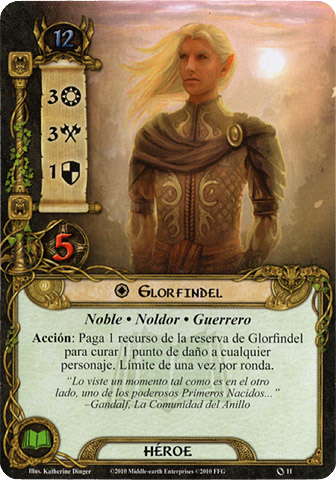 12
3
3
1
5
Glorfindel
Noble • Noldor • Guerrero
Acción: Paga 1 recurso de la reserva de Glorfindel
para curar 1 punto de daño a cualquier
personaje. Límite de una vez por ronda.
“Lo viste un momento tal como es en el otro
lado, uno de los poderosos Primeros Nacidos...”
–Gandalf, La Comunidad del Anillo
HÉROE
Illus. Katherine Dinger ©2010 Middle-earth Enterprises ©2010 FFG 11